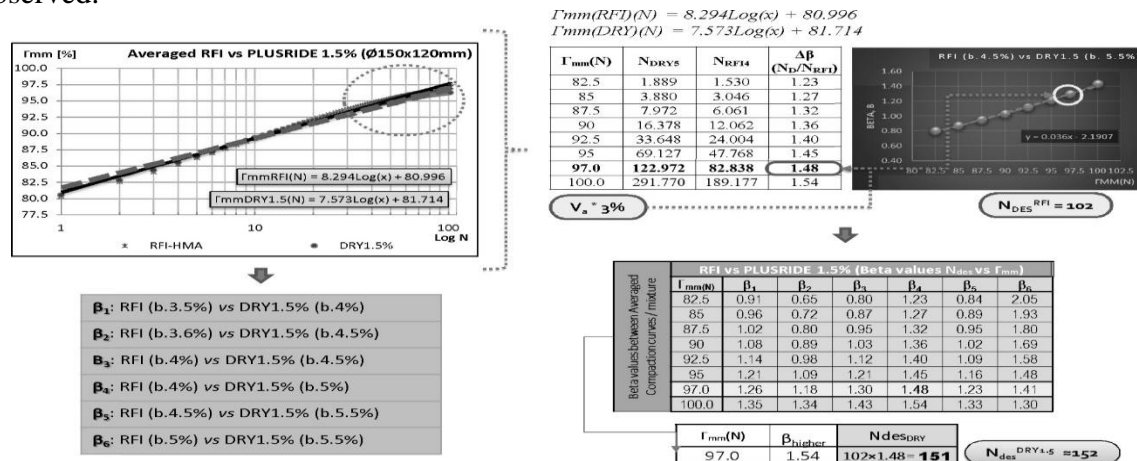 observed.
Γmm [%] Averaged RFI vs PLUSRIDE 1.5% (Ø150x120mm)
100.0
97.5
95.0
92.5
90.0
87.5
85.0
82.5
80.0
77.5
ΓmmRFI(N) = 8.294Log(x) + 80.996
ΓmmDRY1.5(N) = 7.573Log(x) + 81.714
1 10 100
Log N
* RFI-HMA ● DRY1.5%
β₁: RFI (b.3.5%) vs DRY1.5% (b.4%)
β₂: RFI (b.3.6%) vs DRY1.5% (b.4.5%)
B₃: RFI (b.4%) vs DRY1.5% (b.4.5%)
β₄: RFI (b.4%) vs DRY1.5% (b.5%)
β₅: RFI (b.4.5%) vs DRY1.5% (b.5.5%)
β₆: RFI (b.5%) vs DRY1.5% (b.5.5%)
Γmm(RFI)(N) = 8.294Log(x) + 80.996
Γmm(DRY)(N) = 7.573Log(x) + 81.714
Γmm(N) NDRY5 NRFI4 Δβ (ND/NRFI)
82.5 1.889 1.530 1.23
85 3.880 3.046 1.27
87.5 7.972 6.061 1.32
90 16.378 12.062 1.36
92.5 33.648 24.004 1.40
95 69.127 47.768 1.45
97.0 122.972 82.838 1.48
100.0 291.770 189.177 1.54
Va ~ 3%
RFI (b.4.5%) vs DRY1.5 (b. 5.5%
BETA, B
1.60
1.40
1.20
1.00
0.80
0.60
0.40
y = 0.036x - 2.1907
80 82.5 85 87.5 90 92.5 95 97.5 100 102.5
ΓMM(N)
NDES RFI = 102
RFI vs PLUSRIDE 1.5% (Beta values Ndes vs Γmm)
Beta values between Averaged
Compaction curves / mixture
Γmm(N) β₁ β₂ β₃ β₄ β₅ β₆
82.5 0.91 0.65 0.80 1.23 0.84 2.05
85 0.96 0.72 0.87 1.27 0.89 1.93
87.5 1.02 0.80 0.95 1.32 0.95 1.80
90 1.08 0.89 1.03 1.36 1.02 1.69
92.5 1.14 0.98 1.12 1.40 1.09 1.58
95 1.21 1.09 1.21 1.45 1.16 1.48
97.0 1.26 1.18 1.30 1.48 1.23 1.41
100.0 1.35 1.34 1.43 1.54 1.33 1.30
Γmm(N) βhigher NdesDRY
97.0 1.54 102×1.48= 151
Ndes DRY1.5 ≈152